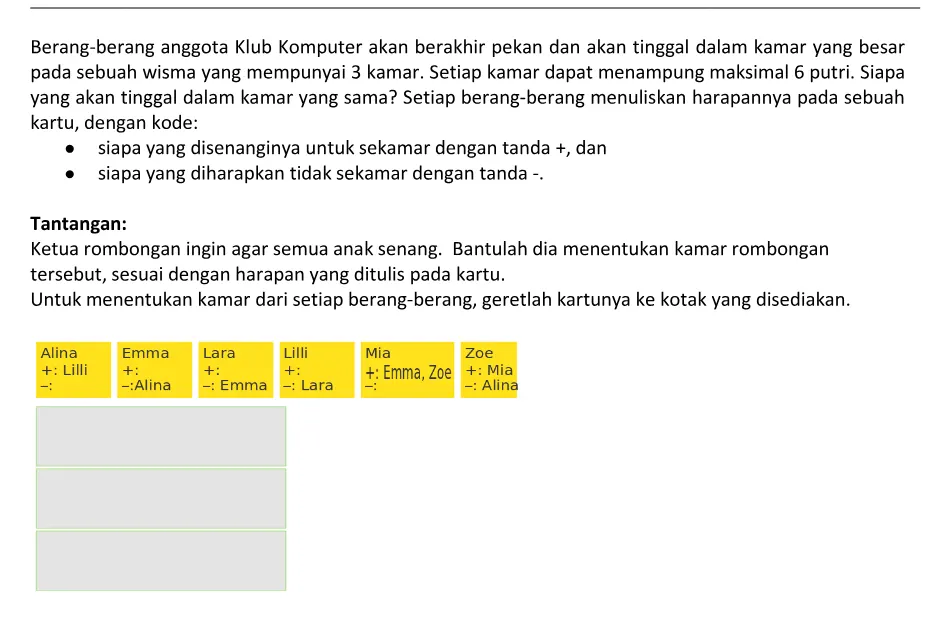 Berang-berang anggota Klub Komputer akan berakhir pekan dan akan tinggal dalam kamar yang besar
pada sebuah wisma yang mempunyai 3 kamar. Setiap kamar dapat menampung maksimal 6 putri. Siapa
yang akan tinggal dalam kamar yang sama? Setiap berang-berang menuliskan harapannya pada sebuah
kartu, dengan kode:
● siapa yang disenanginya untuk sekamar dengan tanda +, dan
● siapa yang diharapkan tidak sekamar dengan tanda -.
Tantangan:
Ketua rombongan ingin agar semua anak senang. Bantulah dia menentukan kamar rombongan
tersebut, sesuai dengan harapan yang ditulis pada kartu.
Untuk menentukan kamar dari setiap berang-berang, geretlah kartunya ke kotak yang disediakan.
Alina
+: Lilli
–:
Emma
+:
–:Alina
Lara
+:
–: Emma
Lilli
+:
–: Lara
Mia
+: Emma, Zoe
–:
Zoe
+: Mia
–: Alina